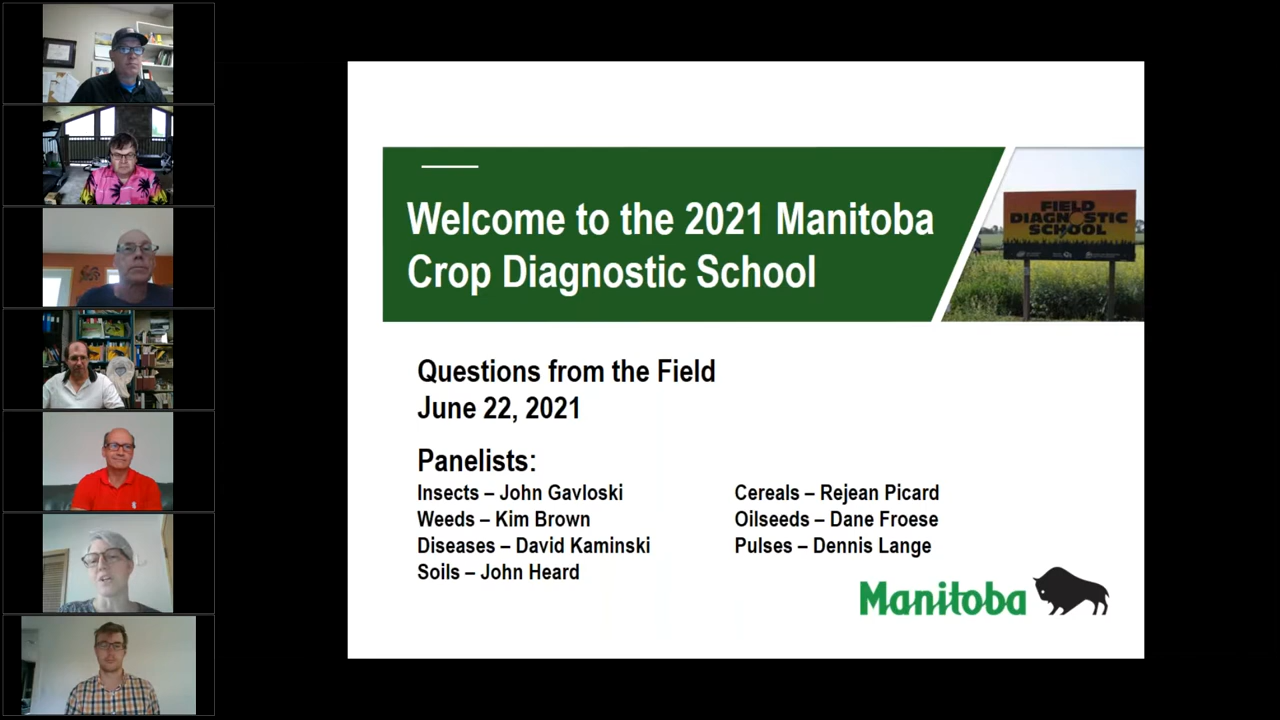 Welcome to the 2021 Manitoba
Crop Diagnostic School
FIELD
DIAGNOSTIC
SCHOOL
Questions from the Field
June 22, 2021
Panelists:
Insects – John Gavloski
Weeds – Kim Brown
Diseases – David Kaminski
Soils – John Heard
Cereals – Rejean Picard
Oilseeds – Dane Froese
Pulses – Dennis Lange
Manitoba